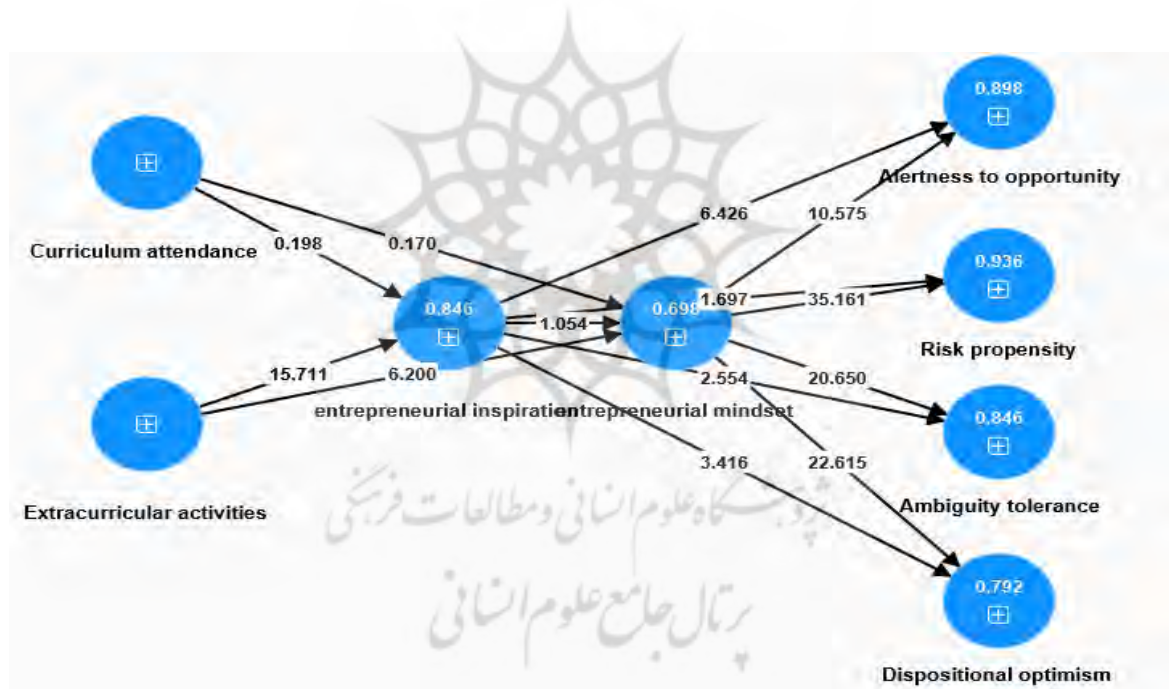 0.898
Alertness to opportunity
Curriculum attendance
0.198
0.170
6.426
10.575
0.936
Risk propensity
0.846
entrepreneurial inspiration
1.054
0.698
entrepreneurial mindset
1.697
35.161
15.711
6.200
2.554
20.650
0.846
Ambiguity tolerance
Extracurricular activities
3.416
22.615
0.792
Dispositional optimism
پژوهشگاه علوم انسانی و مطالعات فرهنگی
پرتال جامع علوم انسانی